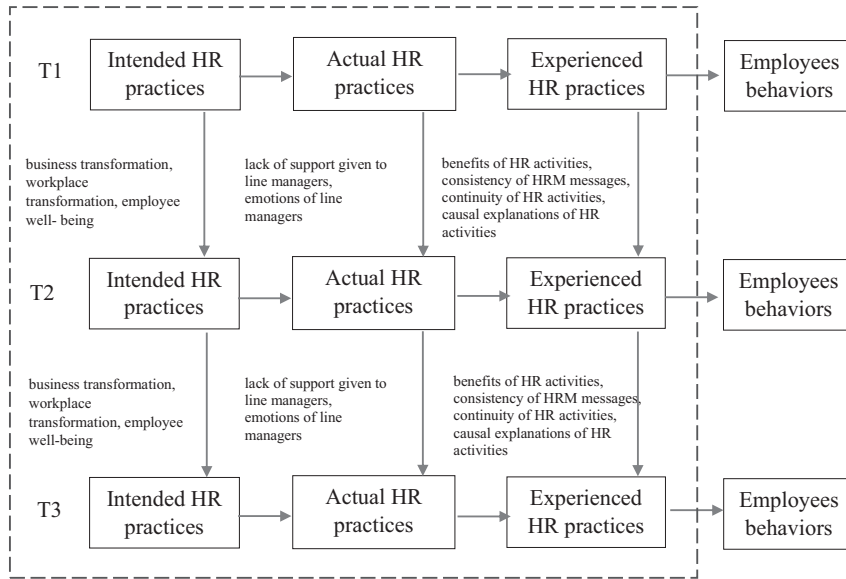 T1
Intended HR
practices
Actual HR
practices
Experienced
HR practices
Employees
behaviors
business transformation,
workplace
transformation, employee
well- being
lack of support given to
line managers,
emotions of line
managers
benefits of HR activities,
consistency of HRM messages,
continuity of HR activities,
causal explanations of HR
activities
T2
Intended HR
practices
Actual HR
practices
Experienced
HR practices
Employees
behaviors
business transformation,
workplace
transformation, employee
well-being
lack of support given to
line managers,
emotions of line
managers
benefits of HR activities,
consistency of HRM messages,
continuity of HR activities,
causal explanations of HR
activities
T3
Intended HR
practices
Actual HR
practices
Experienced
HR practices
Employees
behaviors